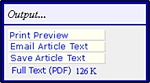 Output...
Print Preview
Email Article Text
Save Article Text
Full Text (PDF) 126 K